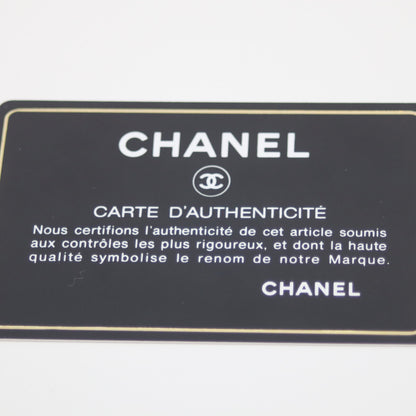 CHANEL
CARTE D'AUTHENTICITÉ
Nous certifions l'authenticité de cet article soumis
aux contrôles les plus rigoureux, et dont la haute
qualité symbolise le renom de notre Marque.
CHANEL